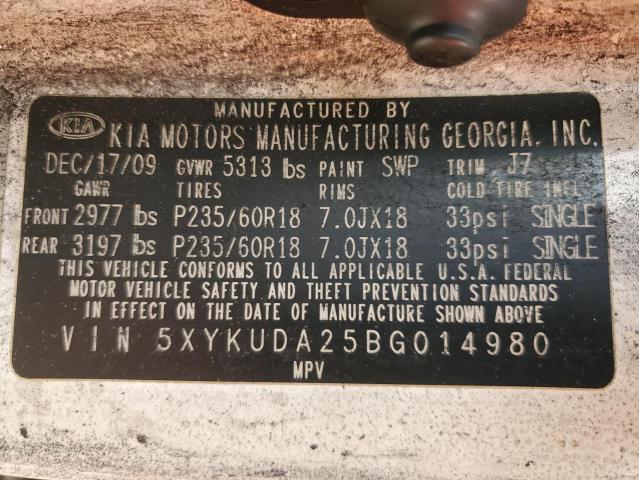 MANUFACTURED BY
KIA KIA MOTORS MANUFACTURING GEORGIA, INC.
DEC/17/09 GVWR 5313 lbs PAINT SWP TRIM J7
GAWR TIRES RIMS COLD TIRE INFL
FRONT 2977 lbs P235/60R18 7.0JX18 33psi SINGLE
REAR 3197 lbs P235/60R18 7.0JX18 33psi SINGLE
THIS VEHICLE CONFORMS TO ALL APPLICABLE U.S.A. FEDERAL
MOTOR VEHICLE SAFETY AND THEFT PREVENTION STANDARDS
IN EFFECT ON THE DATE OF MANUFACTURE SHOWN ABOVE
VIN 5XYKUDA25BG014980
MPV